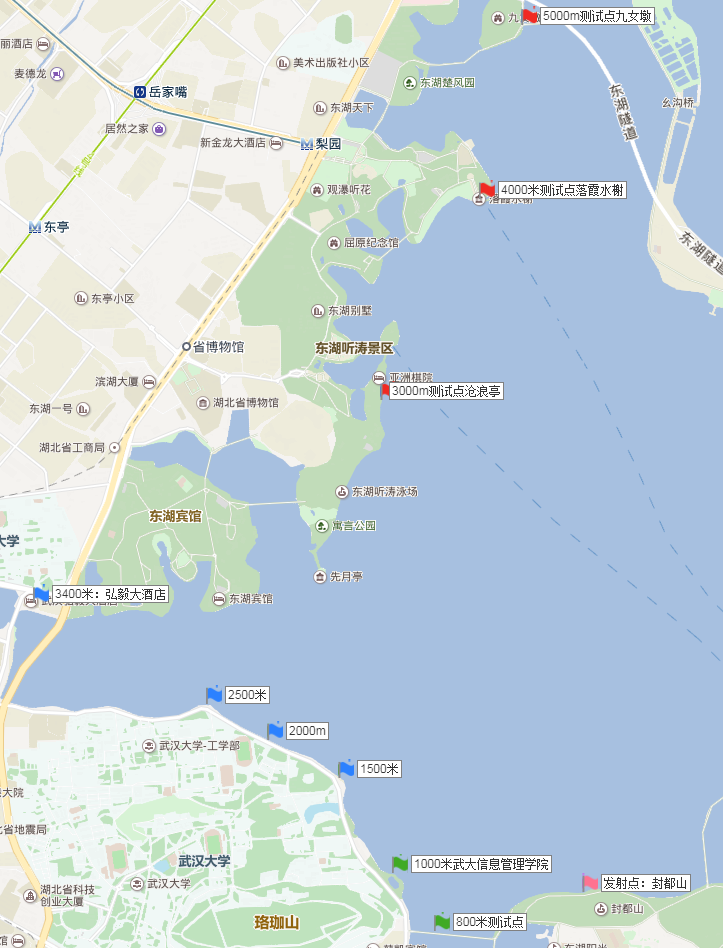 5000m测试点九女墩
丽酒店
麦德龙
美术出版社小区
东湖楚风园
岳家嘴
幺沟桥
东湖天下
东湖隧道
居然之家
新金龙大酒店
梨园
观瀑听花
4000米测试点落霞水榭
东亭
屈原纪念馆
东湖隧道
东亭小区
东湖别墅
省博物馆
东湖听涛景区
滨湖大厦
亚洲棋院
3000m测试点沧浪亭
东湖一号
湖北省博物馆
湖北省工商局
东湖听涛泳场
东湖宾馆
寓言公园
大学
先月亭
3400米：弘毅大酒店
东湖宾馆
2500米
2000m
武汉大学-工学部
1500米
大院
省地震局
武汉大学
1000米武大信息管理学院
武汉大学
发射点：封都山
湖北省科技
创业大厦
封都山
珞珈山
800米测试点
馆